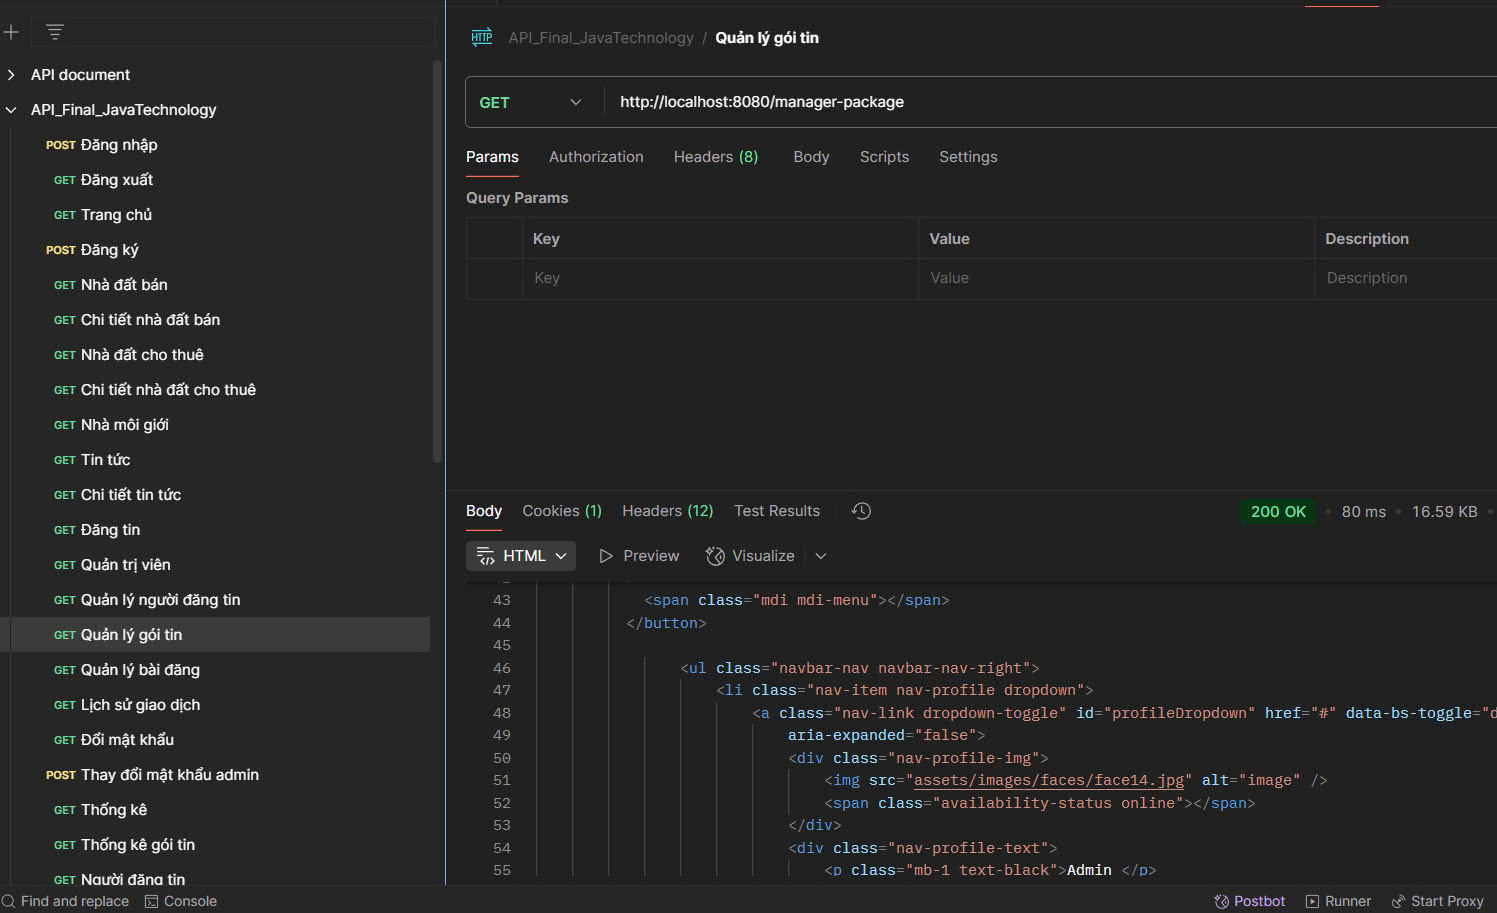 API document
API_Final_JavaTechnology
POST Đăng nhập
GET Đăng xuất
GET Trang chủ
POST Đăng ký
GET Nhà đất bán
GET Chi tiết nhà đất bán
GET Nhà đất cho thuê
GET Chi tiết nhà đất cho thuê
GET Nhà môi giới
GET Tin tức
GET Chi tiết tin tức
GET Đăng tin
GET Quản trị viên
GET Quản lý người đăng tin
GET Quản lý gói tin
GET Quản lý bài đăng
GET Lịch sử giao dịch
GET Đổi mật khẩu
POST Thay đổi mật khẩu admin
GET Thống kê
GET Thống kê gói tin
GET Người đăng tin
HTTP API_Final_JavaTechnology / Quản lý gói tin
GET http://localhost:8080/manager-package
Params Authorization Headers (8) Body Scripts Settings
Query Params
Key Value Description
Key Value Description
Body Cookies (1) Headers (12) Test Results 200 OK • 80 ms • 16.59 KB •
HTML Preview Visualize
43 <span class="mdi mdi-menu"></span>
44 </button>
45
46 <ul class="navbar-nav navbar-nav-right">
47 <li class="nav-item nav-profile dropdown">
48 <a class="nav-link dropdown-toggle" id="profileDropdown" href="#" data-bs-toggle="d
49 aria-expanded="false">
50 <div class="nav-profile-img">
51 <img src="assets/images/faces/face14.jpg" alt="image" />
52 <span class="availability-status online"></span>
53 </div>
54 <div class="nav-profile-text">
55 <p class="mb-1 text-black">Admin </p>
Find and replace Console Postbot Runner Start Proxy